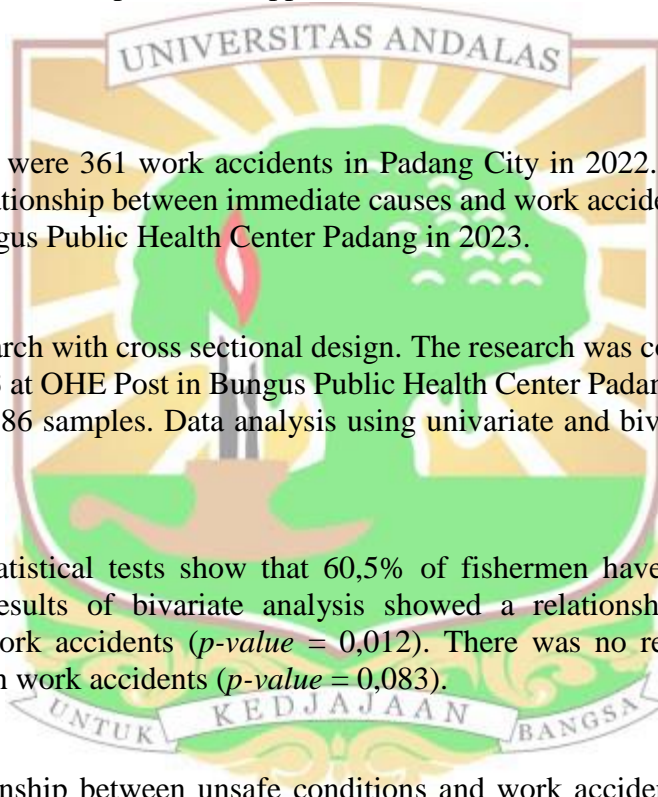 UNIVERSITAS ANDALAS
were 361 work accidents in Padang City in 2022.
ationship between immediate causes and work accide
gus Public Health Center Padang in 2023.
arch with cross sectional design. The research was co
at OHE Post in Bungus Public Health Center Padan
86 samples. Data analysis using univariate and biv
atistical tests show that 60,5% of fishermen have
esults of bivariate analysis showed a relationsh
ork accidents (p-value = 0,012). There was no re
n work accidents (p-value = 0,083).
UNTUK KEDJAJAAN BANGSA
onship between unsafe conditions and work acciden